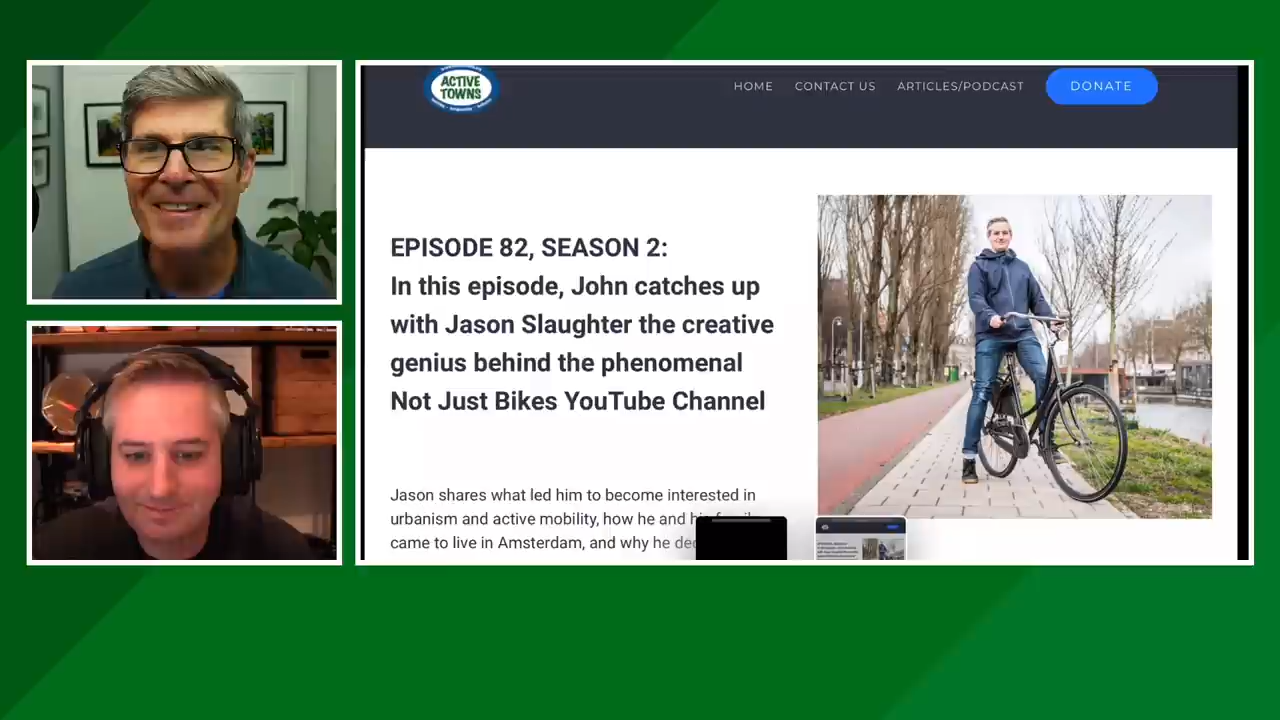 ACTIVE
TOWNS
HOME CONTACT US ARTICLES/PODCAST DONATE
EPISODE 82, SEASON 2:
In this episode, John catches up
with Jason Slaughter the creative
genius behind the phenomenal
Not Just Bikes YouTube Channel
Jason shares what led him to become interested in
urbanism and active mobility, how he and his family
came to live in Amsterdam, and why he